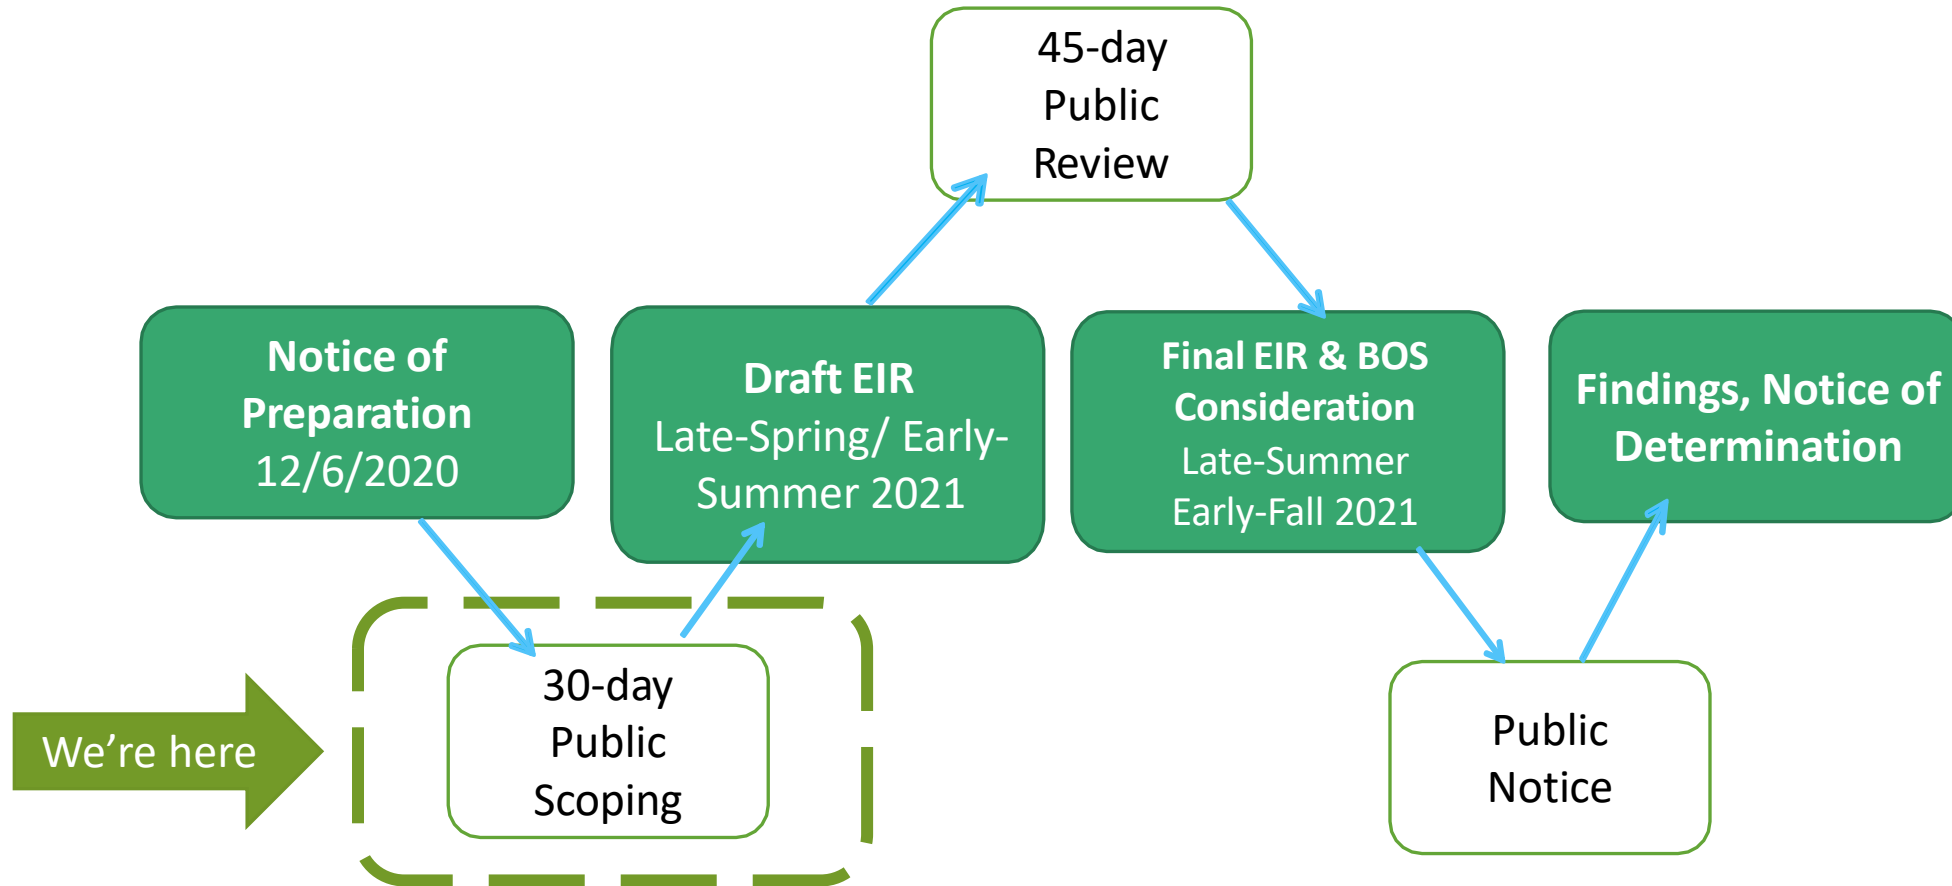 45-day
Public
Review
Notice of
Preparation
12/6/2020
Draft EIR
Late-Spring/ Early-
Summer 2021
Final EIR & BOS
Consideration
Late-Summer
Early-Fall 2021
Findings, Notice of
Determination
We’re here
30-day
Public
Scoping
Public
Notice